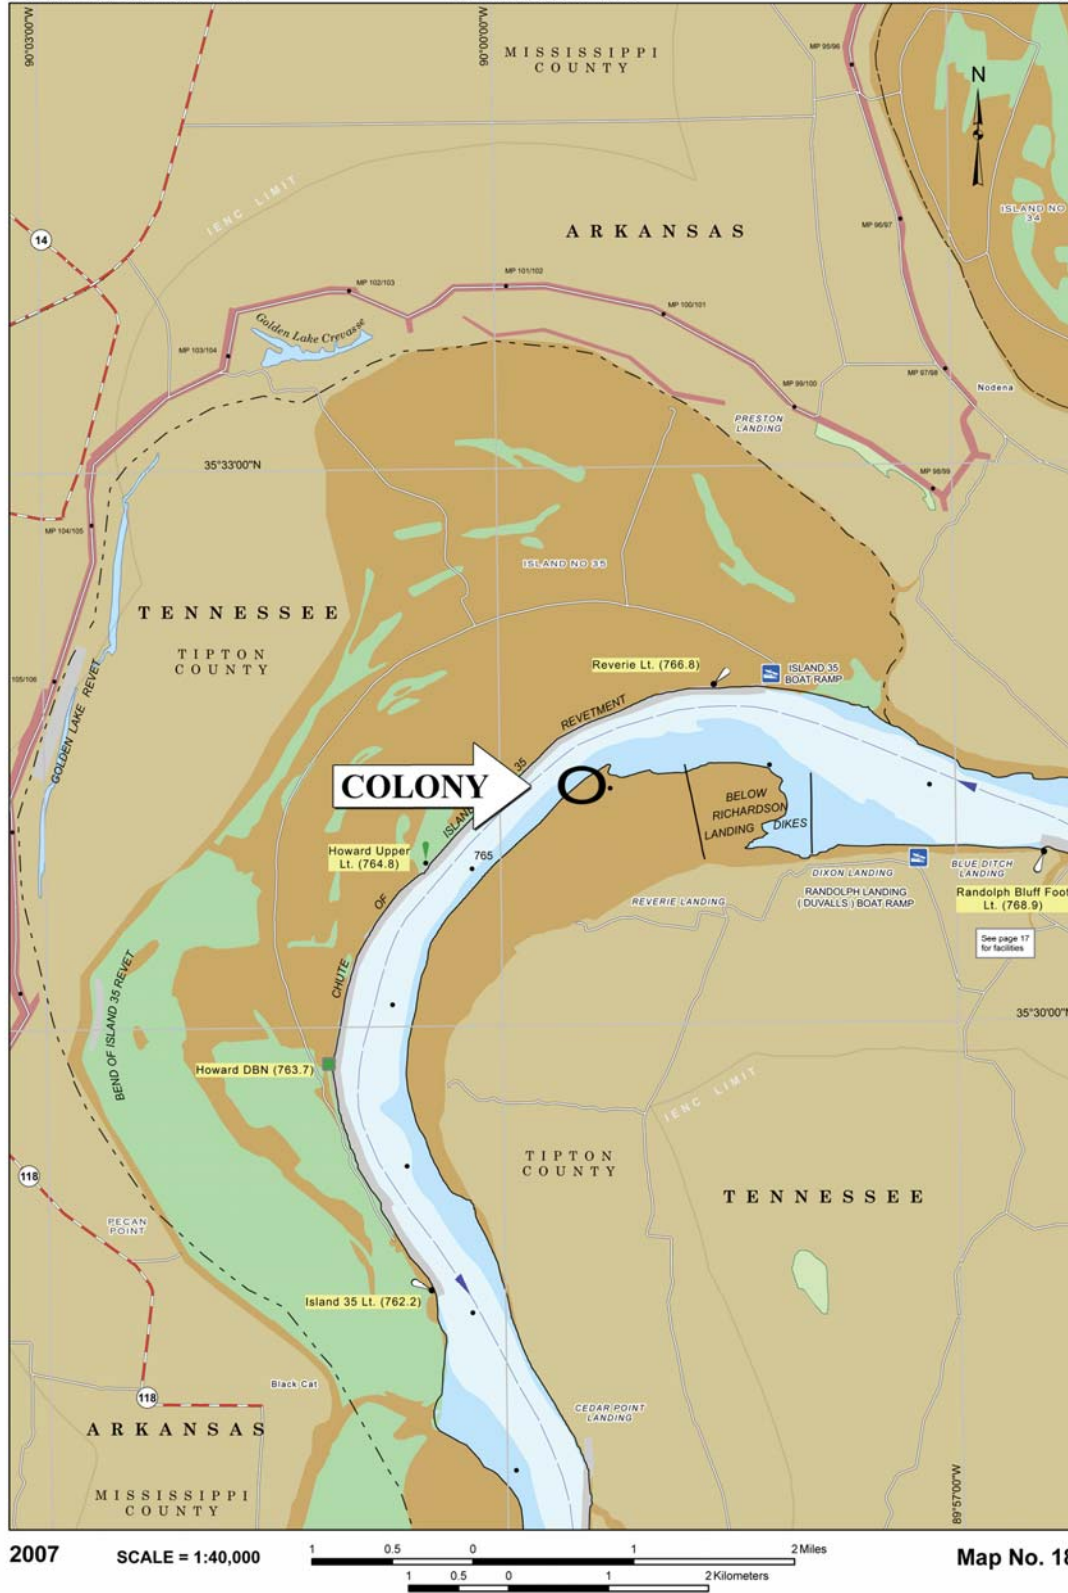 90°03'00"W
90°00'00"W
MISSISSIPPI
COUNTY
MP 95/96
N
IENC LIMIT
ISLAND NO
34
14
ARKANSAS
MP 96/97
MP 101/102
MP 102/103
MP 100/101
Golden Lake Crevasse
MP 103/104
MP 97/98
Nodena
MP 99/100
PRESTON
LANDING
35°33'00"N
MP 98/99
MP 104/105
ISLAND NO 35
TENNESSEE
TIPTON
COUNTY
Reverie Lt. (766.8)
ISLAND 35
BOAT RAMP
105/106
GOLDEN LAKE REVET
CHUTE OF ISLAND 35 REVETMENT
COLONY
BELOW
RICHARDSON
LANDING DIKES
Howard Upper
Lt. (764.8)
765
DIXON LANDING
BLUE DITCH
LANDING
RANDOLPH LANDING
( DUVALLS ) BOAT RAMP
REVERIE LANDING
Randolph Bluff Foot
Lt. (768.9)
See page 17
for facilities
BEND OF ISLAND 35 REVET
35°30'00"N
Howard DBN (763.7)
IENC LIMIT
TIPTON
COUNTY
TENNESSEE
118
PECAN
POINT
Island 35 Lt. (762.2)
Black Cat
118
CEDAR POINT
LANDING
ARKANSAS
MISSISSIPPI
COUNTY
89°57'00"W
2007 SCALE = 1:40,000 1 0.5 0 1 2 Miles Map No. 18
1 0.5 0 1 2 Kilometers